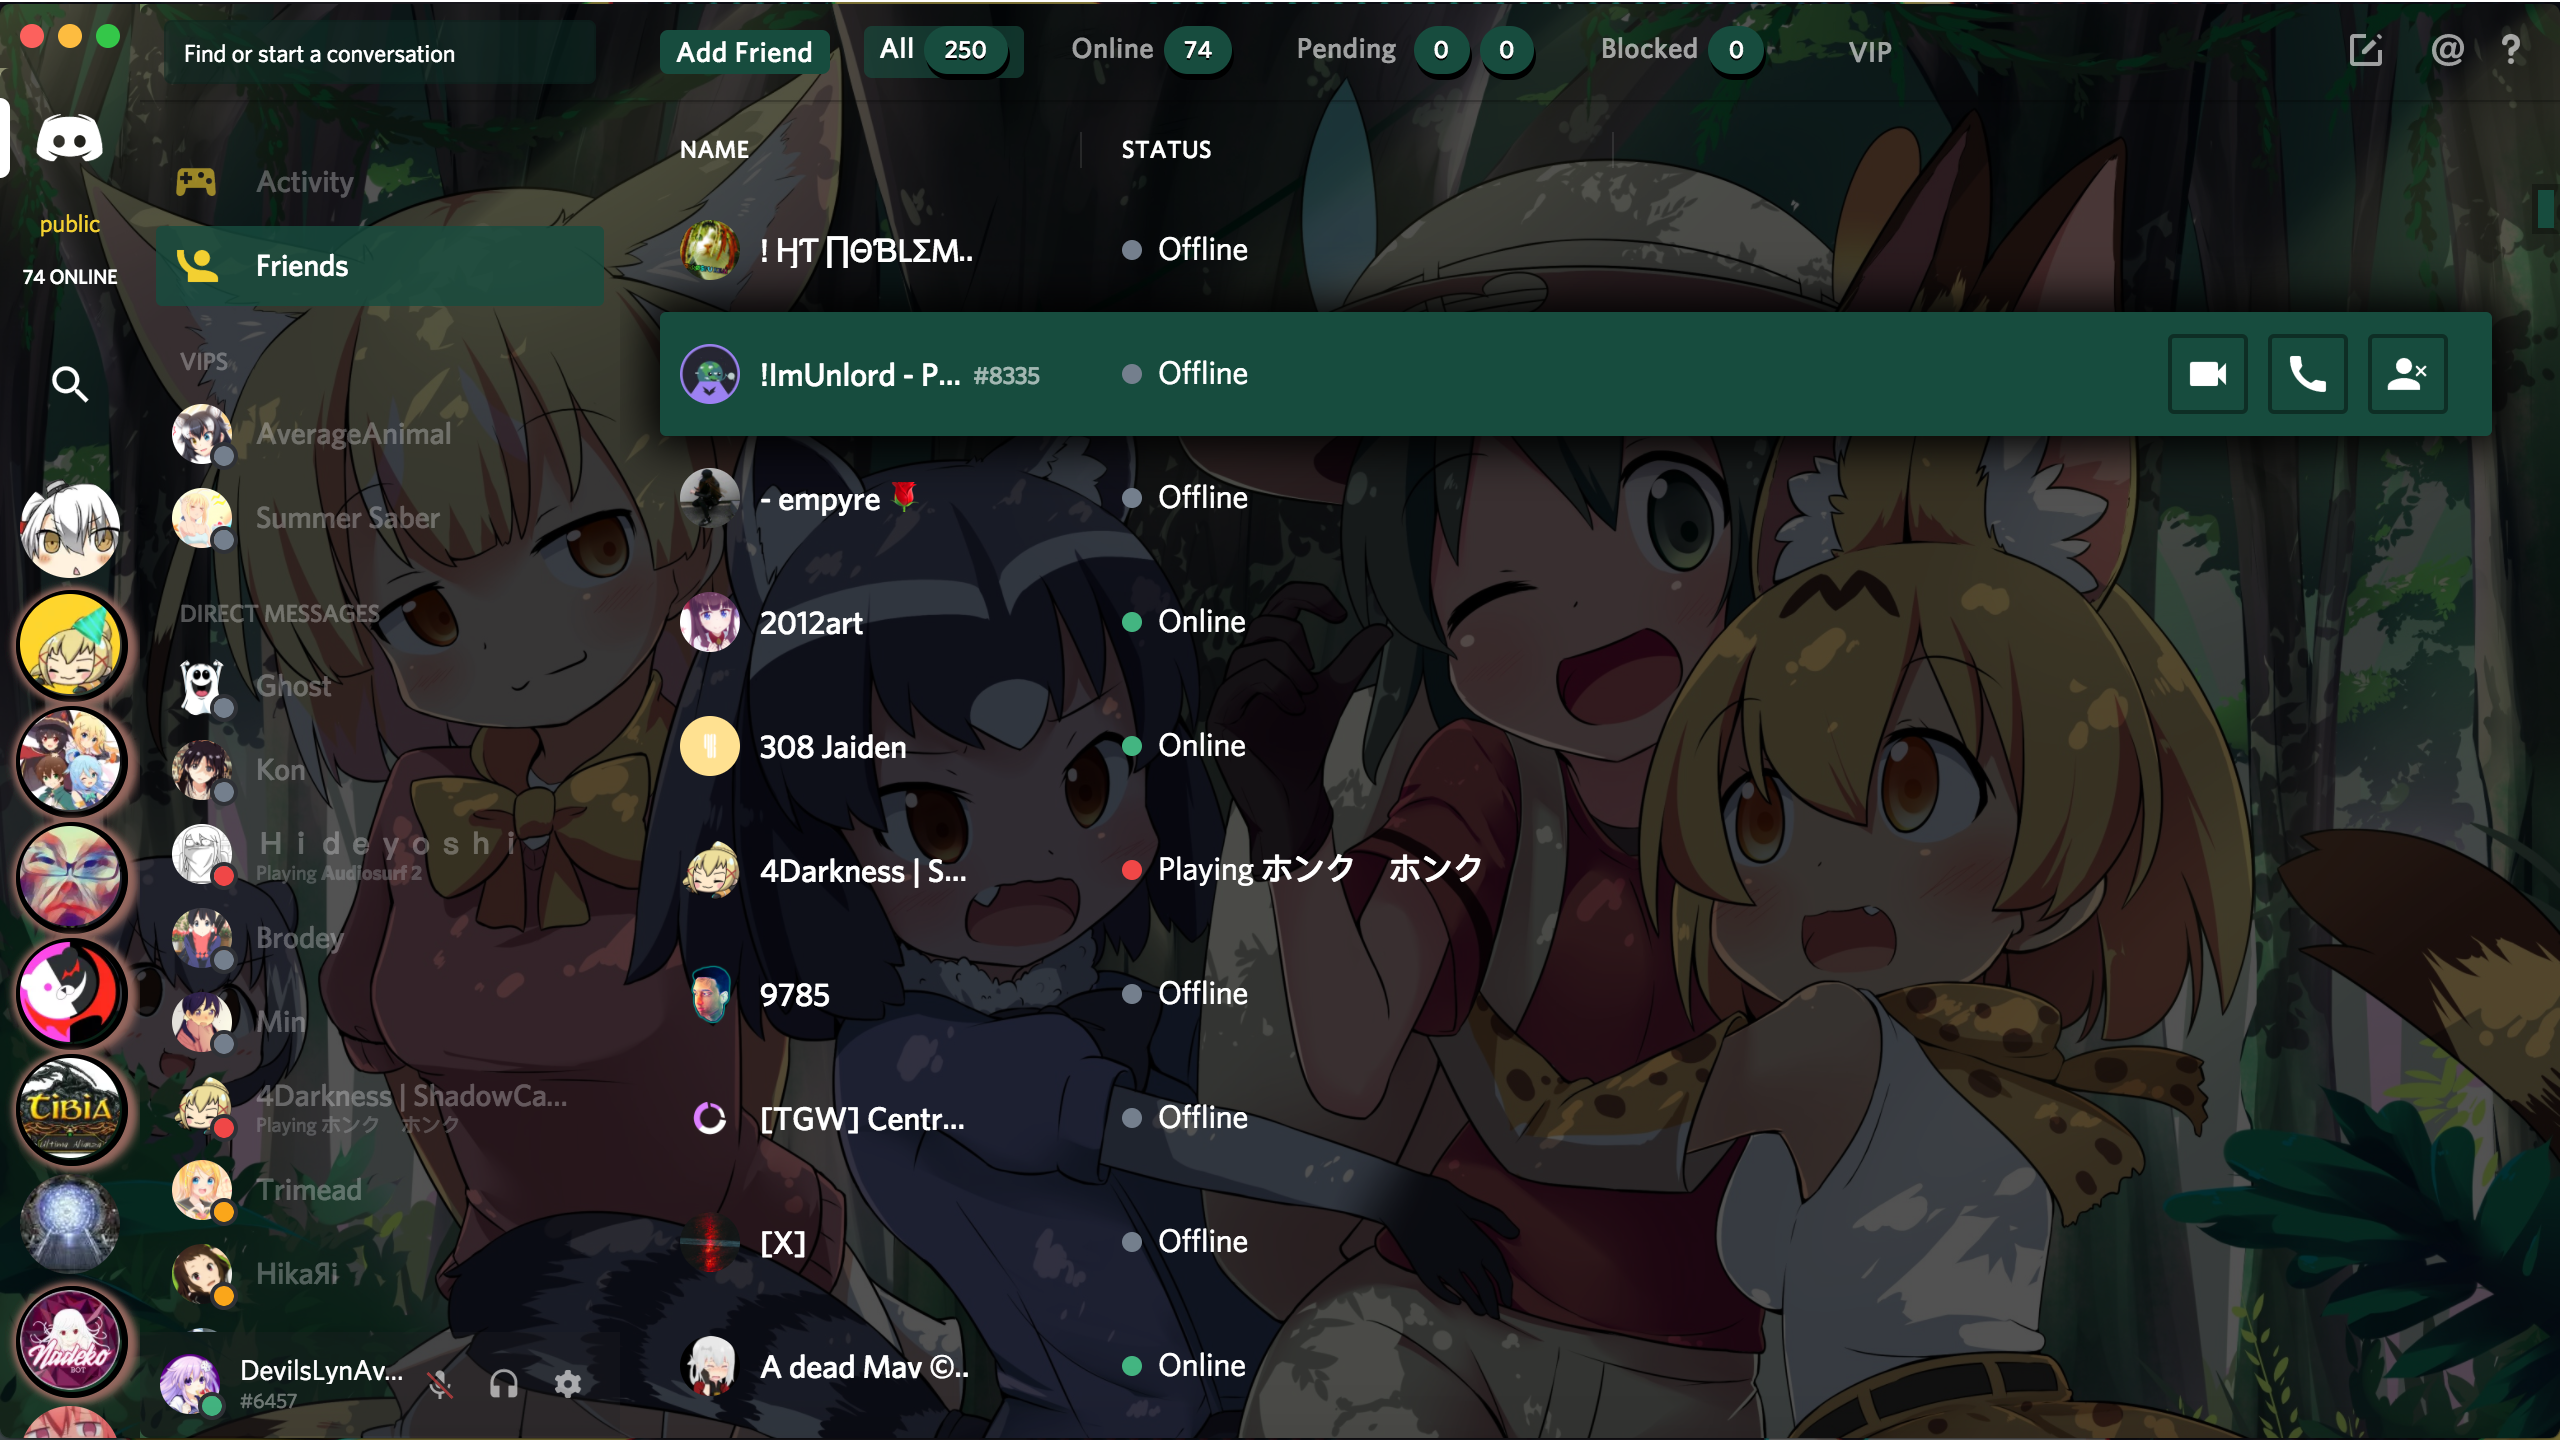 Find or start a conversation
Add Friend
All 250
Online 74
Pending 0 0
Blocked 0
VIP
@
?
public
74 ONLINE
Activity
Friends
VIPS
AverageAnimal
Summer Saber
DIRECT MESSAGES
Ghost
Kon
Ｈｉｄｅｙｏｓｈｉ
Playing Audiosurf 2
Brodey
Min
4Darkness | ShadowCa...
Playing ホンク　ホンク
Trimead
HikaЯi
DevilsLynAv...
#6457
TIBIA
Ultima Alianza
Nadeko
BOT
NAME STATUS
Offline
!ImUnlord - P... #8335 Offline
- empyre 🌹 Offline
2012art Online
308 Jaiden Online
4Darkness | S... Playing ホンク　ホンク
9785 Offline
[TGW] Centr... Offline
[X] Offline
A dead Mav ©.. Online